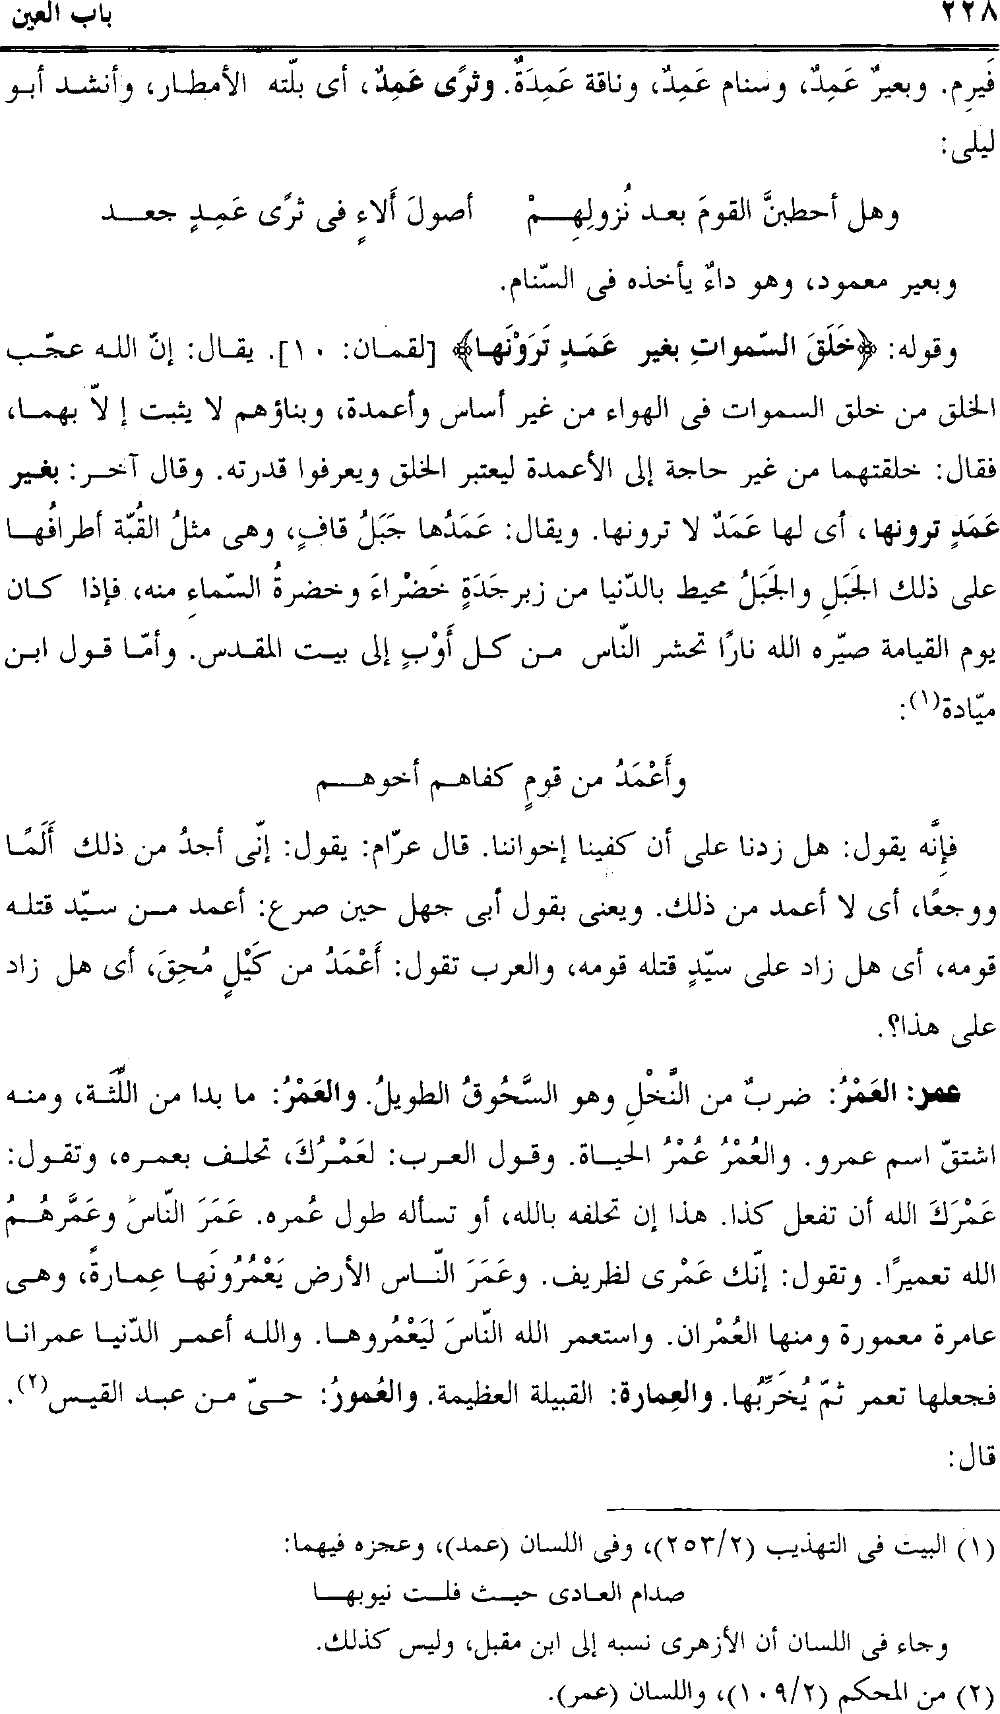 ٢٢٨ باب العين
فَيرِم. وبعيرٌ عَمِدٌ، وسنام عَمِدٌ، وناقة عَمِدَةٌ. وثرًى عَمِدٌ، أى بلّته الأمطار، وأنشد أبو
ليلى:
وهل أحطبنَّ القومَ بعد نُزولِهِمْ أصولَ أَلاءٍ فى ثرًى عَمِدٍ جعد
وبعير معمود، وهو داءٌ يأخذه فى السّنام.
وقوله: ﴿خَلَقَ السّمواتِ بغير عَمَدٍ تَرَوْنَها﴾ [لقمان: ١٠]. يقال: إنّ الله عجّب
الخلق من خلق السموات فى الهواء من غير أساس وأعمدة، وبناؤهم لا يثبت إلاّ بهما،
فقال: خلقتهما من غير حاجة إلى الأعمدة ليعتبر الخلق ويعرفوا قدرته. وقال آخر: بغير
عَمَدٍ ترونها، أى لها عَمَدٌ لا ترونها. ويقال: عَمَدُها جَبَلُ قافٍ، وهى مثلُ القُبّة أطرافُها
على ذلك الجَبَلِ والجَبَلُ محيط بالدّنيا من زبرجَدَةٍ خَضْراءَ وخضرةُ السّماءِ منه، فإذا كان
يوم القيامة صيّره الله نارًا تحشر النّاس من كل أَوْبٍ إلى بيت المقدس. وأمّا قول ابن
ميّادة(١):
وأَعْمَدُ من قومٍ كفاهم أخوهم
فإِنَّه يقول: هل زدنا على أن كفينا إخواننا. قال عرّام: يقول: إنّى أجدُ من ذلك أَلَمًا
ووجعًا، أى لا أعمد من ذلك. ويعنى بقول أبى جهل حين صرع: أعمد من سيّد قتله
قومه، أى هل زاد على سيّدٍ قتله قومه، والعرب تقول: أَعْمَدُ من كَيْلٍ مُحِقَ، أى هل زاد
على هذا؟.
عمر: العَمْرُ: ضربٌ من النَّخْلِ وهو السَّحُوقُ الطويلُ. والعَمْرُ: ما بدا من اللَّثَة، ومنه
اشتقّ اسم عمرو. والعُمْرُ عُمْرُ الحياة. وقول العرب: لعَمْرُكَ، تحلف بعمره، وتقول:
عَمْرَكَ الله أن تفعل كذا. هذا إن تحلفه بالله، أو تسأله طول عُمره. عَمَرَ النّاسُ وعَمَّرهُمُ
الله تعميرًا. وتقول: إنّك عَمْرى لظريف. وعَمَرَ النّاس الأرض يَعْمُرُونَها عِمارةً، وهى
عامرة معمورة ومنها العُمْران. واستعمر الله النّاسَ ليَعْمُروها. والله أعمر الدّنيا عمرانا
فجعلها تعمر ثمّ يُخَرِّبُها. والعِمارة: القبيلة العظيمة. والعُمورُ: حىّ من عبد القيس(٢).
قال:
(١) البيت فى التهذيب (٢٥٣/٢)، وفى اللسان (عمد)، وعجزه فيهما:
صدام العادى حيث فلت نيوبها
وجاء فى اللسان أن الأزهرى نسبه إلى ابن مقبل، وليس كذلك.
(٢) من المحكم (١٠٩/٢)، واللسان (عمر).